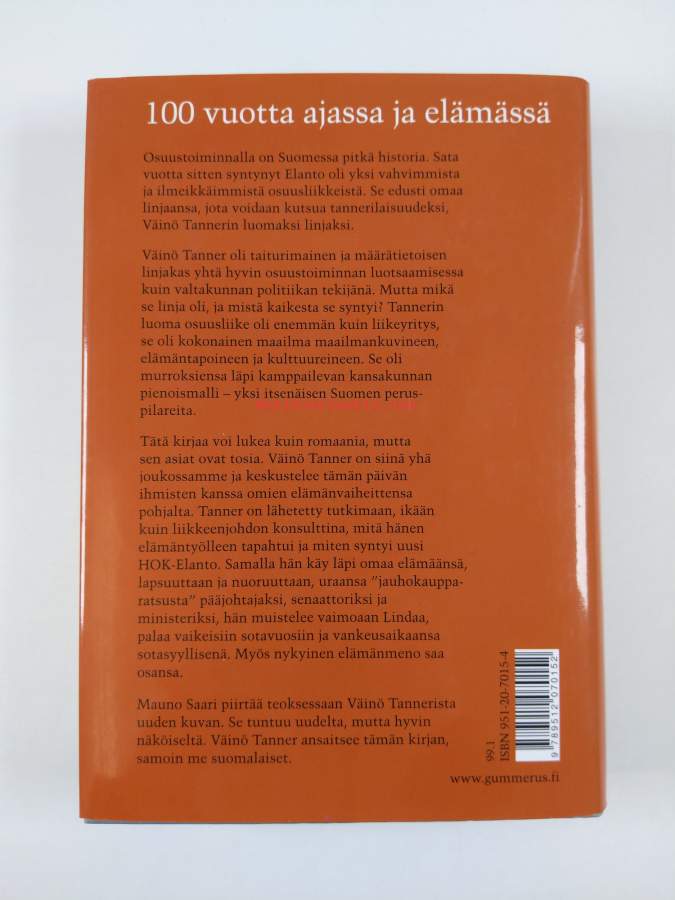 100 vuotta ajassa ja elämässä
Osuustoiminnalla on Suomessa pitkä historia. Sata
vuotta sitten syntynyt Elanto oli yksi vahvimmista
ja ilmeikkäimmistä osuusliikkeistä. Se edusti omaa
linjaansa, jota voidaan kutsua tannerilaisuudeksi,
Väinö Tannerin luomaksi linjaksi.
Väinö Tanner oli taiturimainen ja määrätietoisen
linjakas yhtä hyvin osuustoiminnan luotsaamisessa
kuin valtakunnan politiikan tekijänä. Mutta mikä
se linja oli, ja mistä kaikesta se syntyi? Tannerin
luoma osuusliike oli enemmän kuin liikeyritys,
se oli kokonainen maailma maailmankuvineen,
elämäntapoineen ja kulttuureineen. Se oli
murroksiensa läpi kamppailevan kansakunnan
pienoismalli – yksi itsenäisen Suomen perus-
pilareita.
Tätä kirjaa voi lukea kuin romaania, mutta
sen asiat ovat tosia. Väinö Tanner on siinä yhä
joukossamme ja keskustelee tämän päivän
ihmisten kanssa omien elämänvaiheittensa
pohjalta. Tanner on lähetetty tutkimaan, ikään
kuin liikkeenjohdon konsulttina, mitä hänen
elämäntyölleen tapahtui ja miten syntyi uusi
HOK-Elanto. Samalla hän käy läpi omaa elämäänsä,
lapsuuttaan ja nuoruuttaan, uraansa ”jauhokauppa-
ratsusta” pääjohtajaksi, senaattoriksi ja
ministeriksi, hän muistelee vaimoaan Lindaa,
palaa vaikeisiin sotavuosiin ja vankeusaikaansa
sotasyyllisenä. Myös nykyinen elämänmeno saa
osansa.
Mauno Saari piirtää teoksessaan Väinö Tannerista
uuden kuvan. Se tuntuu uudelta, mutta hyvin
näköiseltä. Väinö Tanner ansaitsee tämän kirjan,
samoin me suomalaiset.
99.1
ISBN 951-20-7015-4
9 789512 070152
www.gummerus.fi